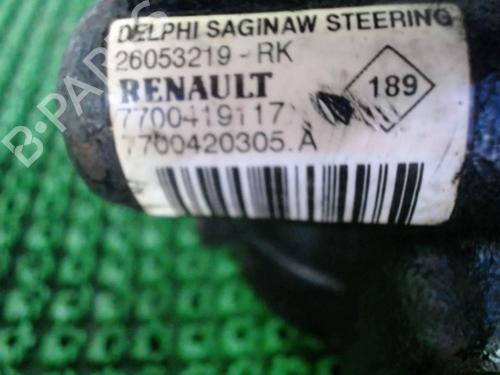 DELPHI SAGINAW STEERING
26053219-RK
RENAULT
189
7700419117
7700420305.A